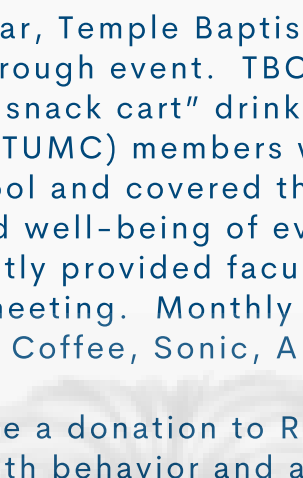 ar, Temple Baptis
rough event. TBC
snack cart” drink
TUMC) members
ool and covered th
d well-being of ev
tly provided facu
neeting. Monthly
Coffee, Sonic, A
e a donation to R
th behavior and a